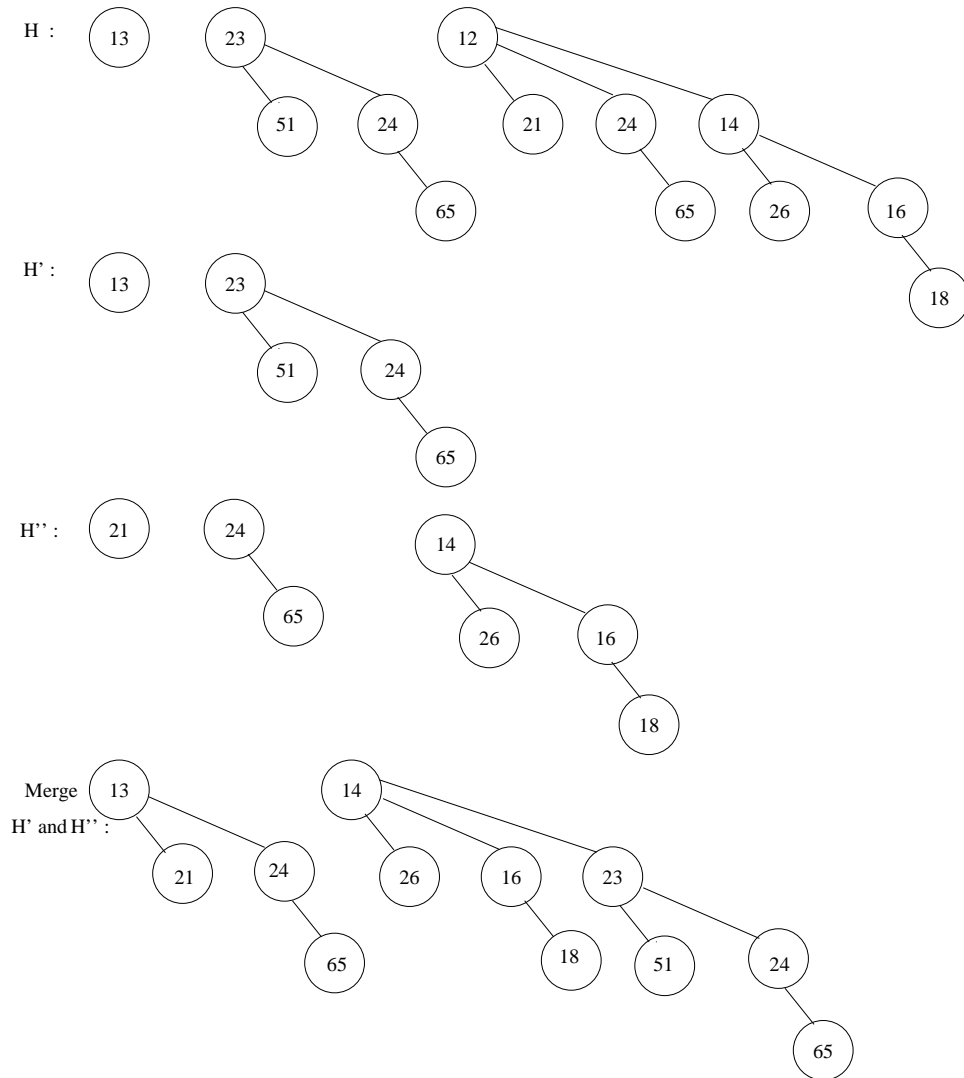 H : 13 23 12
51 24 21 24 14
65 65 26 16
18
H’ : 13 23
51 24
65
H’’ : 21 24 14
65 26 16
18
Merge 13 14
H’ and H’’ :
21 24 26 16 23
65 18 51 24
65